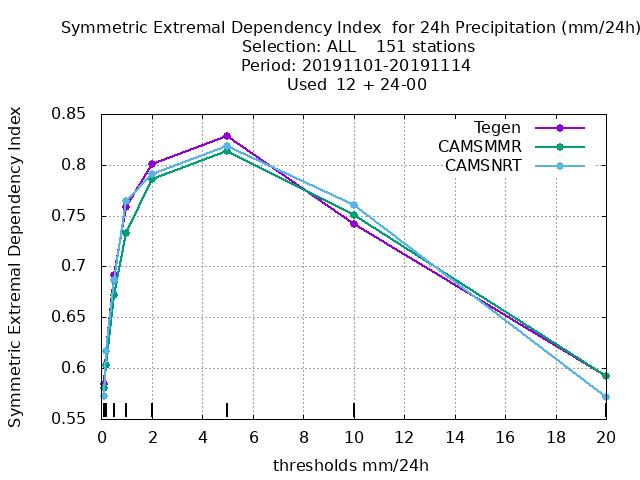 Symmetric Extremal Dependency Index  for 24h Precipitation (mm/24h)
Selection: ALL    151 stations
Period: 20191101-20191114
Used  12 + 24-00
Symmetric Extremal Dependency Index
0.85
0.8
0.75
0.7
0.65
0.6
0.55
Tegen
CAMSMMR
CAMSNRT
0 2 4 6 8 10 12 14 16 18 20
thresholds mm/24h